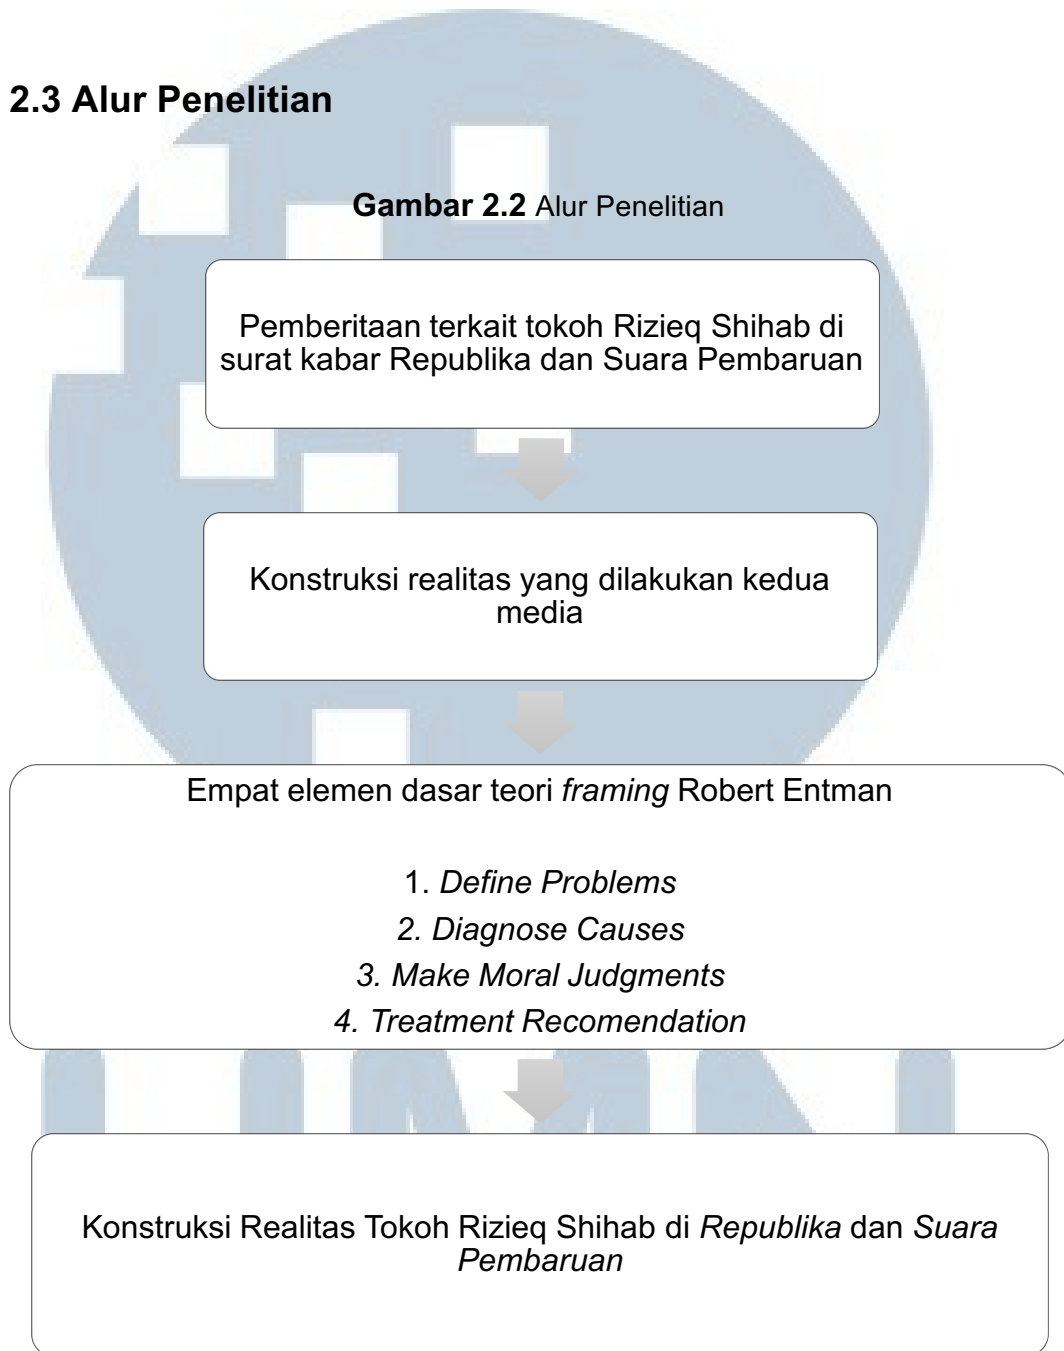 2.3 Alur Penelitian
Gambar 2.2 Alur Penelitian
Pemberitaan terkait tokoh Rizieq Shihab di
surat kabar Republika dan Suara Pembaruan
Konstruksi realitas yang dilakukan kedua
media
Empat elemen dasar teori framing Robert Entman
1. Define Problems
2. Diagnose Causes
3. Make Moral Judgments
4. Treatment Recomendation
Konstruksi Realitas Tokoh Rizieq Shihab di Republika dan Suara
Pembaruan